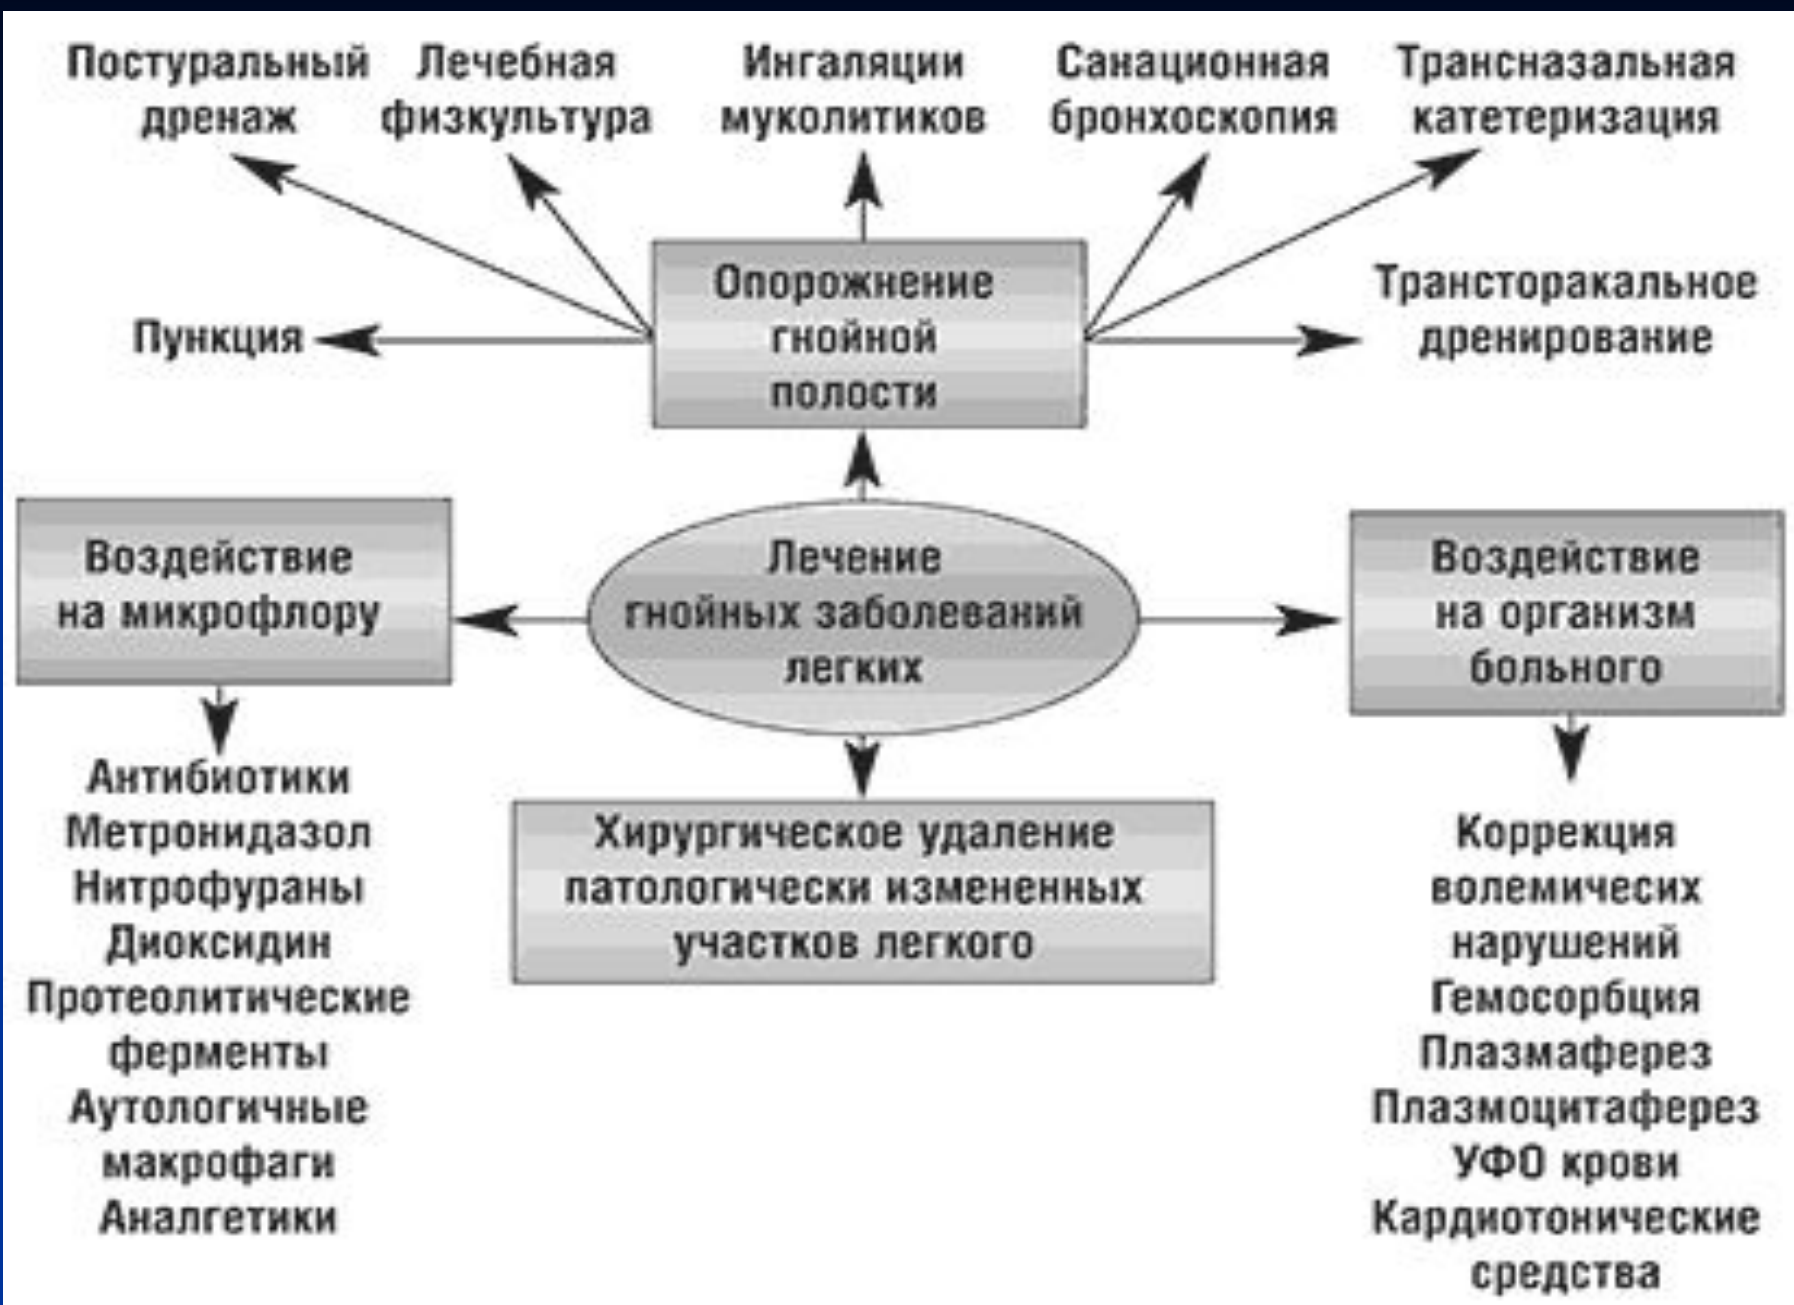 Постуральный
дренаж
Лечебная
физкультура
Ингаляции
муколитиков
Санационная
бронхоскопия
Трансназальная
катетеризация
Пункция
Опорожнение
гнойной
полости
Трансторакальное
дренирование
Воздействие
на микрофлору
Лечение
гнойных заболеваний
легких
Воздействие
на организм
больного
Антибиотики
Метронидазол
Нитрофураны
Диоксидин
Протеолитические
ферменты
Аутологичные
макрофаги
Аналгетики
Хирургическое удаление
патологически измененных
участков легкого
Коррекция
волемичесих
нарушений
Гемосорбция
Плазмаферез
Плазмоцитаферез
УФО крови
Кардиотонические
средства